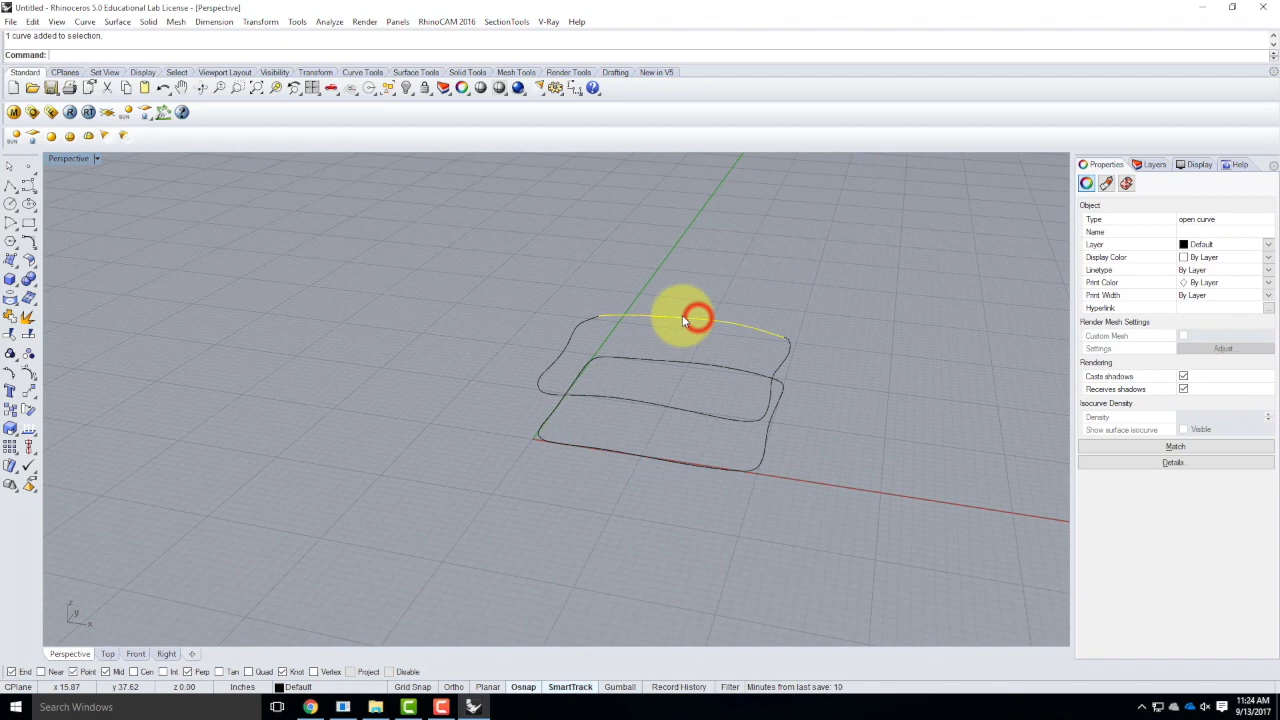 Untitled - Rhinoceros 5.0 Educational Lab License - [Perspective]
File Edit View Curve Surface Solid Mesh Dimension Transform Tools Analyze Render Panels RhinoCAM 2016 SectionTools V-Ray Help
1 curve added to selection.
Command:
Standard CPlanes Set View Display Select Viewport Layout Visibility Transform Curve Tools Surface Tools Solid Tools Mesh Tools Render Tools Drafting New in V5
M R RT ?
SUN
Perspective
Properties Layers Display Help
Object
Type open curve
Name
Layer Default
Display Color By Layer
Linetype By Layer
Print Color By Layer
Print Width By Layer
Hyperlink ...
Render Mesh Settings
Custom Mesh
Settings Adjust...
Rendering
Casts shadows
Receives shadows
Isocurve Density
Density
Show surface isocurve Visible
Match
Details...
z
y
x
Perspective Top Front Right
End Near Point Mid Cen Int Perp Tan Quad Knot Vertex Project Disable
CPlane x 15.87 y 37.62 z 0.00 Inches Default Grid Snap Ortho Planar Osnap SmartTrack Gumball Record History Filter Minutes from last save: 10
Search Windows
11:24 AM
9/13/2017